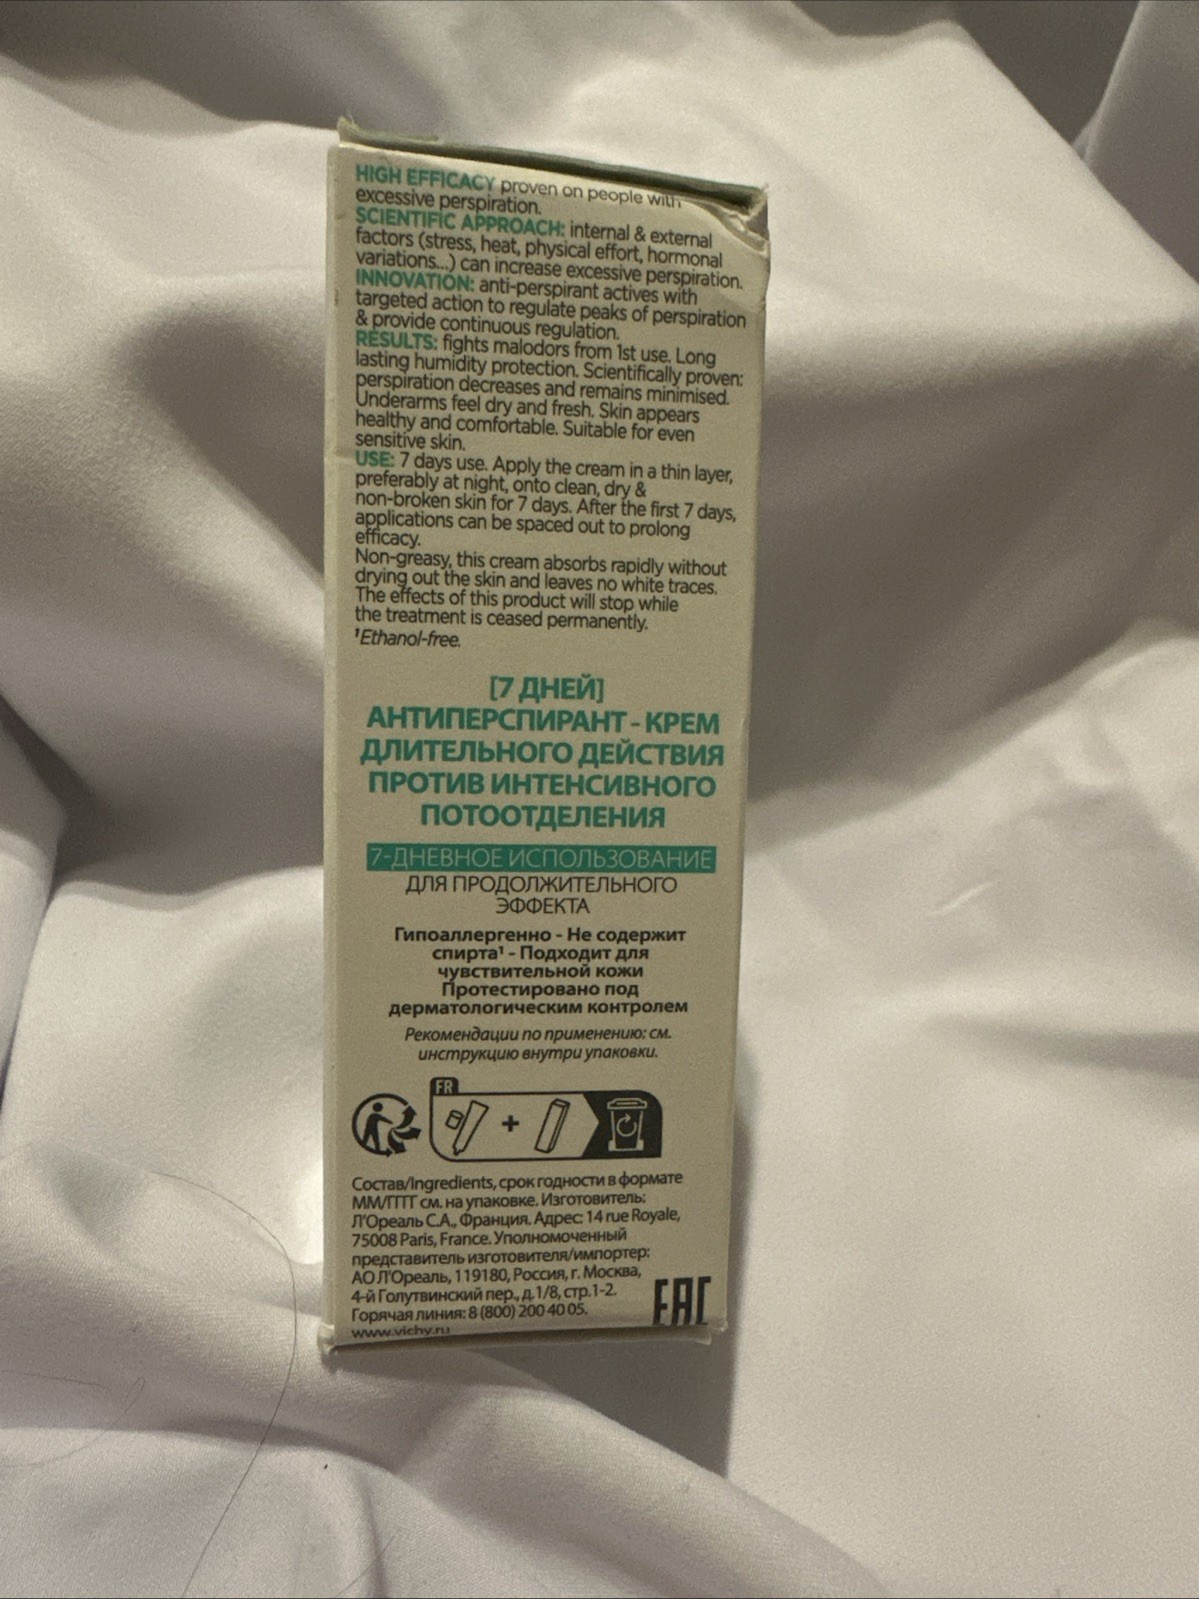 HIGH EFFICACY proven on people with
excessive perspiration.
SCIENTIFIC APPROACH: internal & external
factors (stress, heat, physical effort, hormonal
variations...) can increase excessive perspiration.
INNOVATION: anti-perspirant actives with
targeted action to regulate peaks of perspiration
& provide continuous regulation.
RESULTS: fights malodors from 1st use. Long
lasting humidity protection. Scientifically proven:
perspiration decreases and remains minimised.
Underarms feel dry and fresh. Skin appears
healthy and comfortable. Suitable for even
sensitive skin.
USE: 7 days use. Apply the cream in a thin layer,
preferably at night, onto clean, dry &
non-broken skin for 7 days. After the first 7 days,
applications can be spaced out to prolong
efficacy.
Non-greasy, this cream absorbs rapidly without
drying out the skin and leaves no white traces.
The effects of this product will stop while
the treatment is ceased permanently.
¹Ethanol-free.
[7 ДНЕЙ]
АНТИПЕРСПИРАНТ - КРЕМ
ДЛИТЕЛЬНОГО ДЕЙСТВИЯ
ПРОТИВ ИНТЕНСИВНОГО
ПОТООТДЕЛЕНИЯ
7-ДНЕВНОЕ ИСПОЛЬЗОВАНИЕ
ДЛЯ ПРОДОЛЖИТЕЛЬНОГО
ЭФФЕКТА
Гипоаллергенно - Не содержит
спирта¹ - Подходит для
чувствительной кожи
Протестировано под
дерматологическим контролем
Рекомендации по применению: см.
инструкцию внутри упаковки.
FR
Состав/Ingredients, срок годности в формате
ММ/ГГГГ см. на упаковке. Изготовитель:
Л'Ореаль С.А., Франция. Адрес: 14 rue Royale,
75008 Paris, France. Уполномоченный
представитель изготовителя/импортер:
АО Л'Ореаль, 119180, Россия, г. Москва,
4-й Голутвинский пер., д.1/8, стр.1-2.
Горячая линия: 8 (800) 200 40 05.
www.vichy.ru
EAC